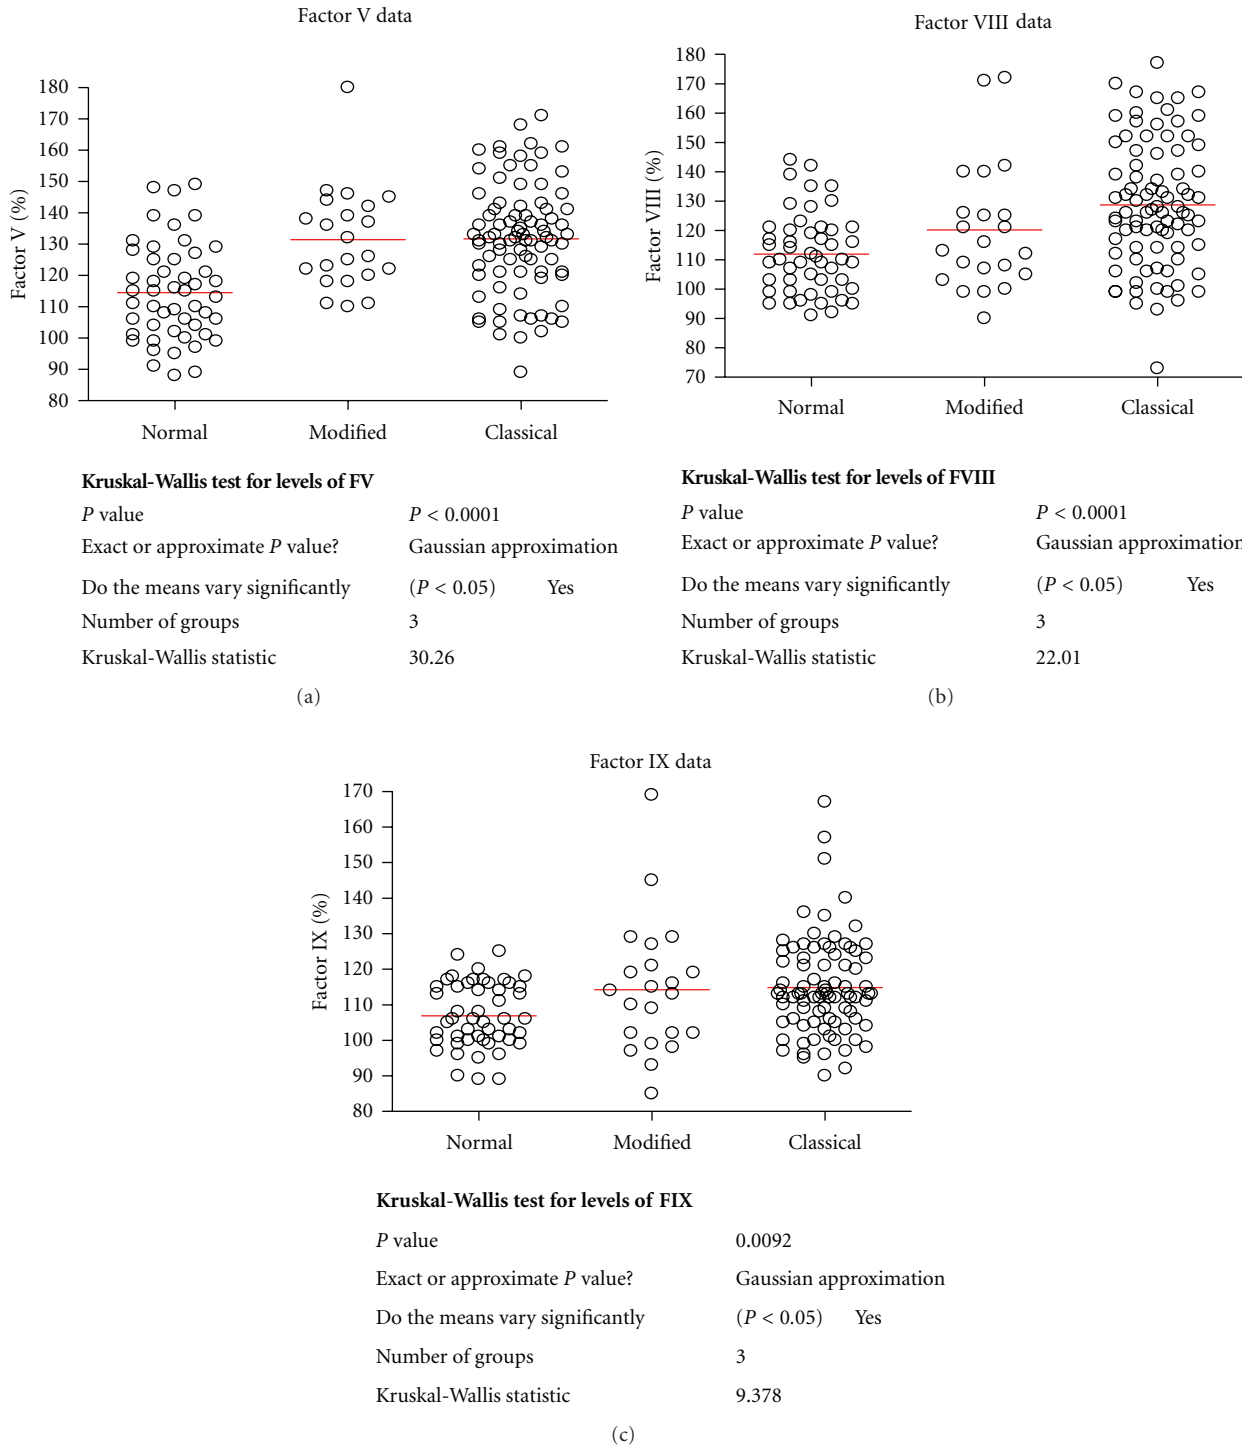 Factor V data
180
170
160
150
140
130
120
110
100
90
80
Factor V (%)
Normal
Modified
Classical
Kruskal-Wallis test for levels of FV
P value P < 0.0001
Exact or approximate P value? Gaussian approximation
Do the means vary significantly (P < 0.05) Yes
Number of groups 3
Kruskal-Wallis statistic 30.26
(a)
Factor VIII data
180
170
160
150
140
130
120
110
100
90
80
70
Factor VIII (%)
Normal
Modified
Classical
Kruskal-Wallis test for levels of FVIII
P value P < 0.0001
Exact or approximate P value? Gaussian approximation
Do the means vary significantly (P < 0.05) Yes
Number of groups 3
Kruskal-Wallis statistic 22.01
(b)
Factor IX data
170
160
150
140
130
120
110
100
90
80
Factor IX (%)
Normal
Modified
Classical
Kruskal-Wallis test for levels of FIX
P value 0.0092
Exact or approximate P value? Gaussian approximation
Do the means vary significantly (P < 0.05) Yes
Number of groups 3
Kruskal-Wallis statistic 9.378
(c)